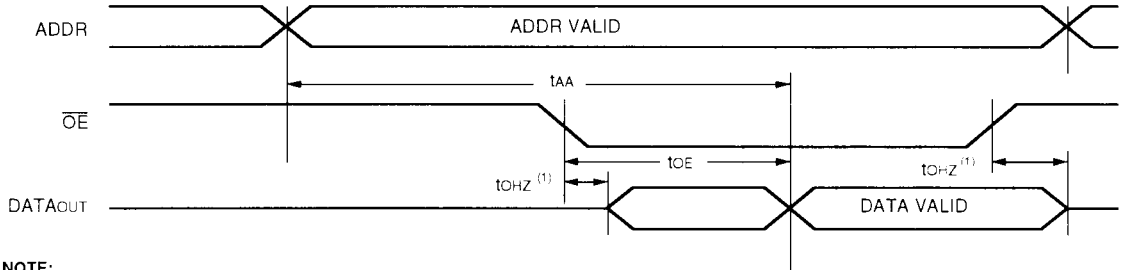 ADDR
ADDR VALID
tAA
OE
tOE
tOHZ (1)
tOHZ (1)
DATAOUT
DATA VALID
NOTE: